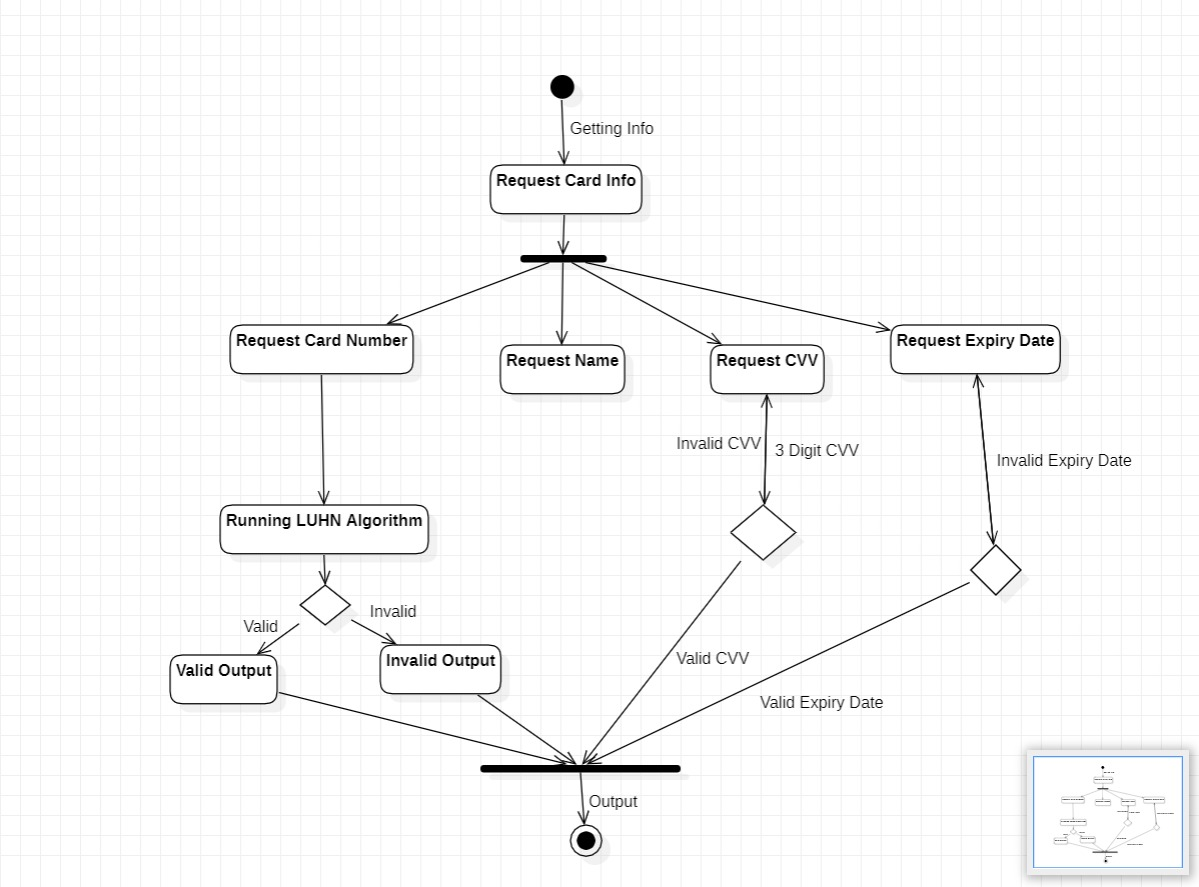 Getting Info
Request Card Info
Request Card Number
Request Name
Request CVV
Request Expiry Date
Invalid CVV
3 Digit CVV
Invalid Expiry Date
Running LUHN Algorithm
Valid
Invalid
Valid Output
Invalid Output
Valid CVV
Valid Expiry Date
Output